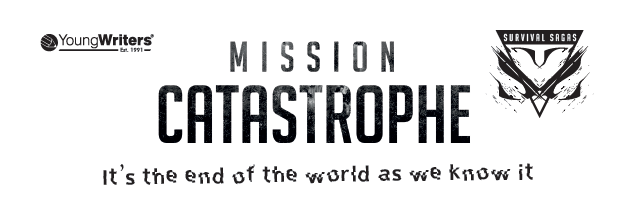 YoungWriters®
Est. 1991
SURVIVAL SAGAS
MISSION
CATASTROPHE
It's the end of the world as we know it